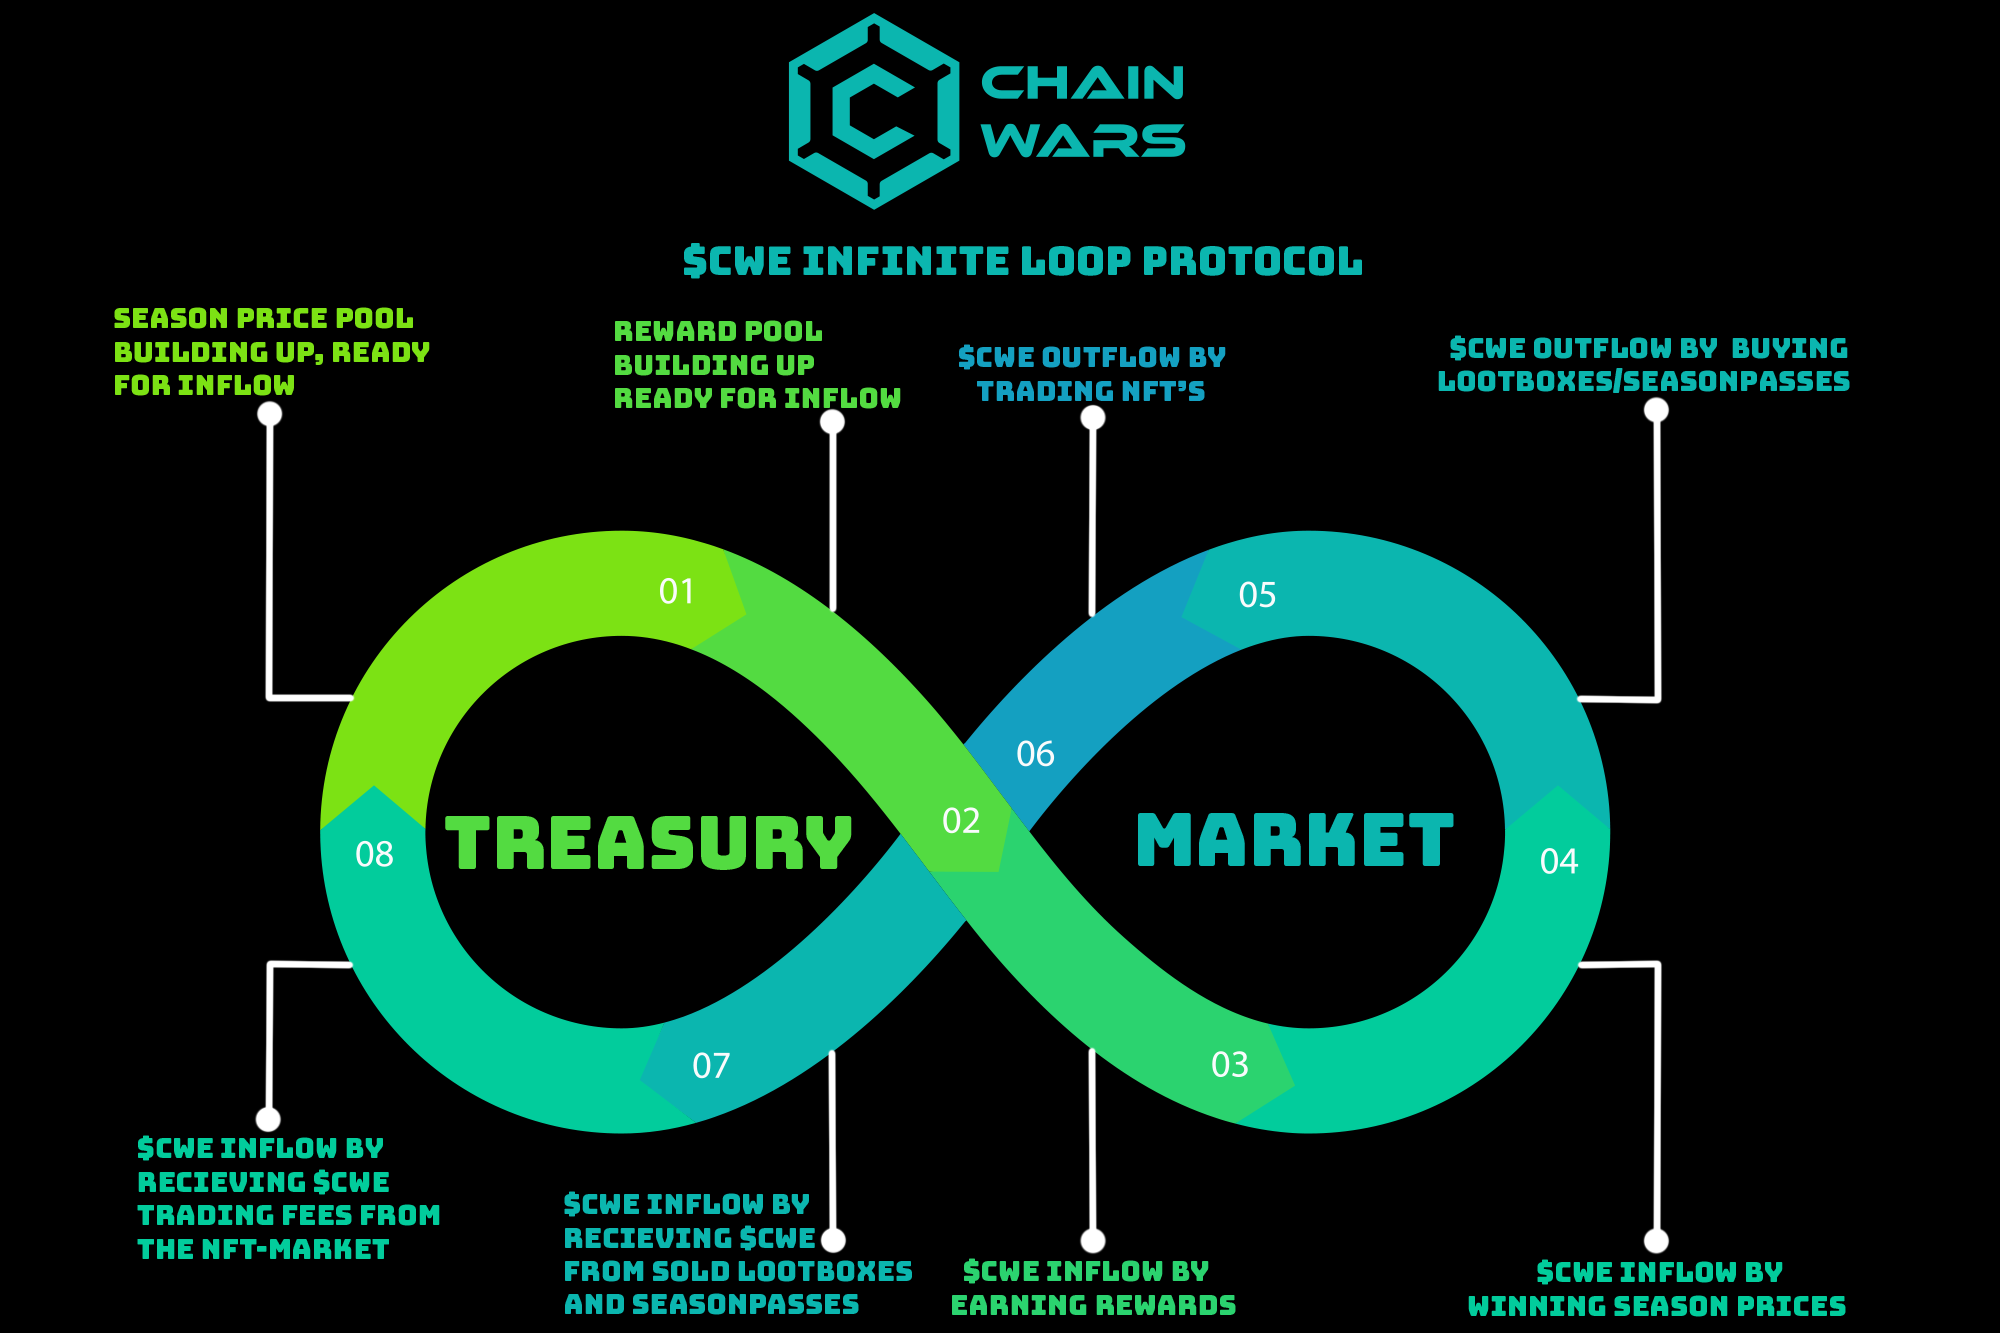 CHAIN
WARS
$CWE INFINITE LOOP PROTOCOL
SEASON PRICE POOL
BUILDING UP, READY
FOR INFLOW
REWARD POOL
BUILDING UP
READY FOR INFLOW
$CWE OUTFLOW BY
TRADING NFT'S
$CWE OUTFLOW BY BUYING
LOOTBOXES/SEASONPASSES
01
05
06
02
TREASURY
MARKET
08
04
07
03
$CWE INFLOW BY
RECIEVING $CWE
TRADING FEES FROM
THE NFT-MARKET
$CWE INFLOW BY
RECIEVING $CWE
FROM SOLD LOOTBOXES
AND SEASONPASSES
$CWE INFLOW BY
EARNING REWARDS
$CWE INFLOW BY
WINNING SEASON PRICES